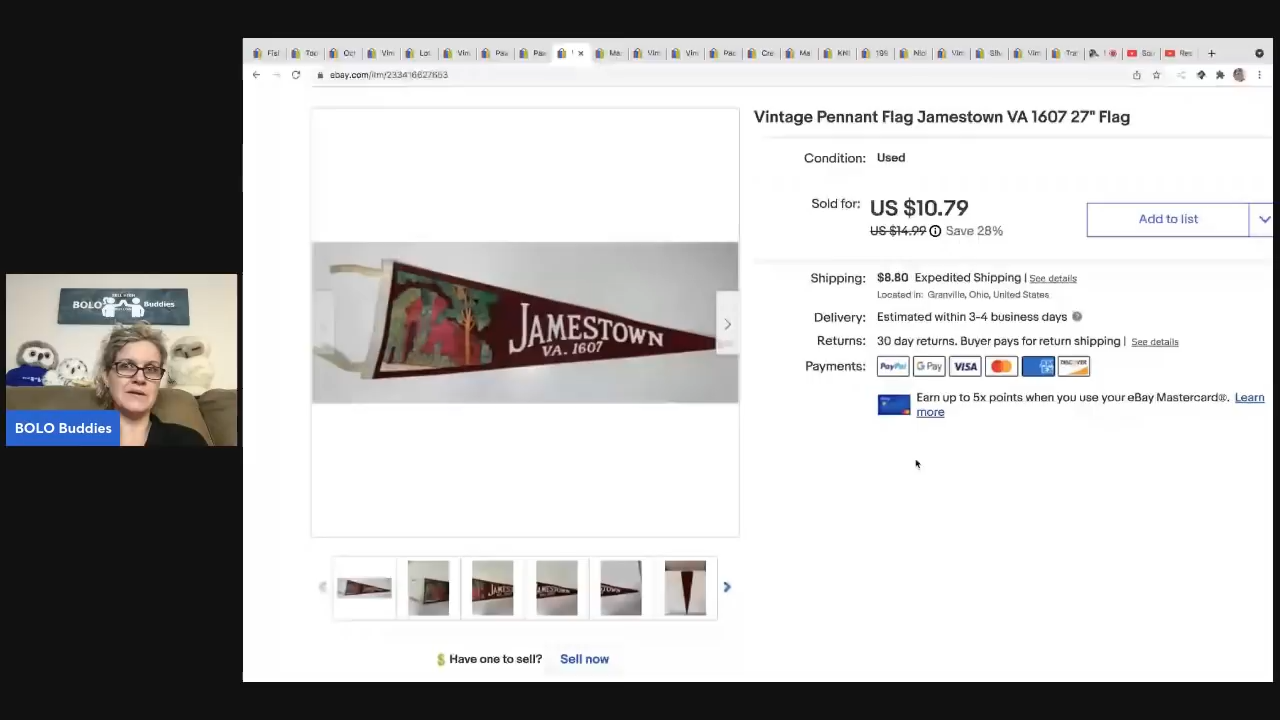 ebay.com/itm/233416627653
Vintage Pennant Flag Jamestown VA 1607 27" Flag
Condition: Used
Sold for: US $10.79
US $14.99 Save 28%
Add to list
Shipping: $8.80 Expedited Shipping | See details
Located in: Granville, Ohio, United States
Delivery: Estimated within 3-4 business days
Returns: 30 day returns. Buyer pays for return shipping | See details
Payments: PayPal G Pay VISA DISCOVER
Earn up to 5x points when you use your eBay Mastercard®. Learn
more
JAMESTOWN
VA. 1607
BOLO Buddies
BOLO Buddies
Have one to sell? Sell now